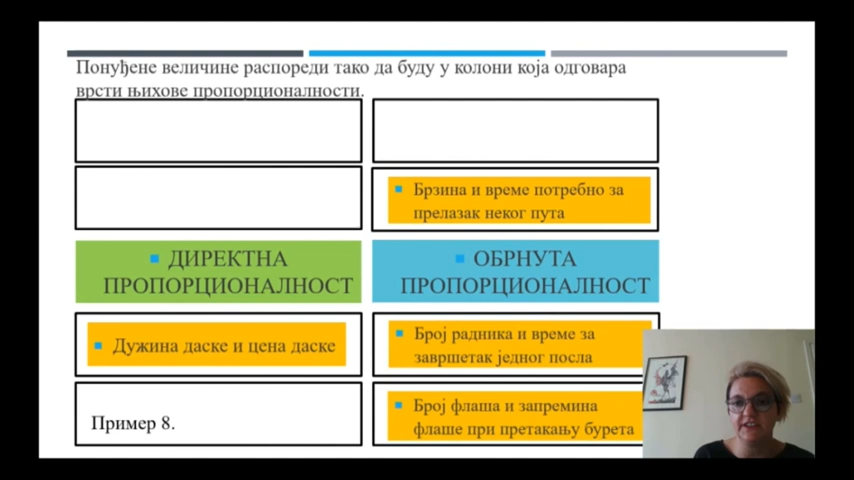 Понуђене величине распореди тако да буду у колони која одговара
врсти њихове пропорционалности.
Брзина и време потребно за
прелазак неког пута
ДИРЕКТНА
ПРОПОРЦИОНАЛНОСТ
ОБРНУТА
ПРОПОРЦИОНАЛНОСТ
Дужина даске и цена даске
Број радника и време за
завршетак једног посла
Пример 8.
Број флаша и запремина
флаше при претакању бурета